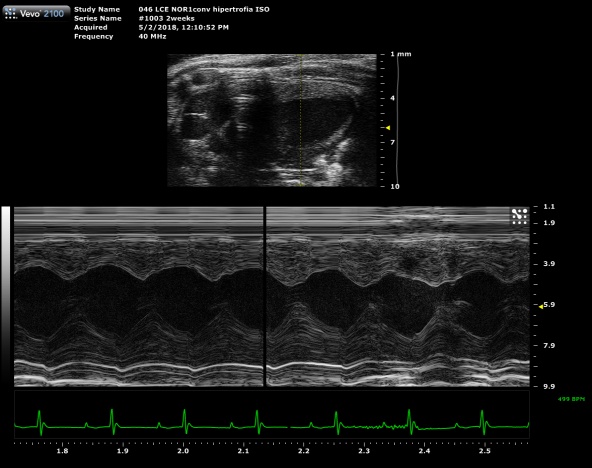 Vevo 2100
Study Name 046 LCE NOR1conv hipertrofia ISO
Series Name #1003 2weeks
Acquired 5/2/2018, 12:10:52 PM
Frequency 40 MHz
1 mm
4
7
10
1.1
1.9
3.9
5.9
7.9
9.9
499 BPM
1.8 1.9 2.0 2.1 2.2 2.3 2.4 2.5